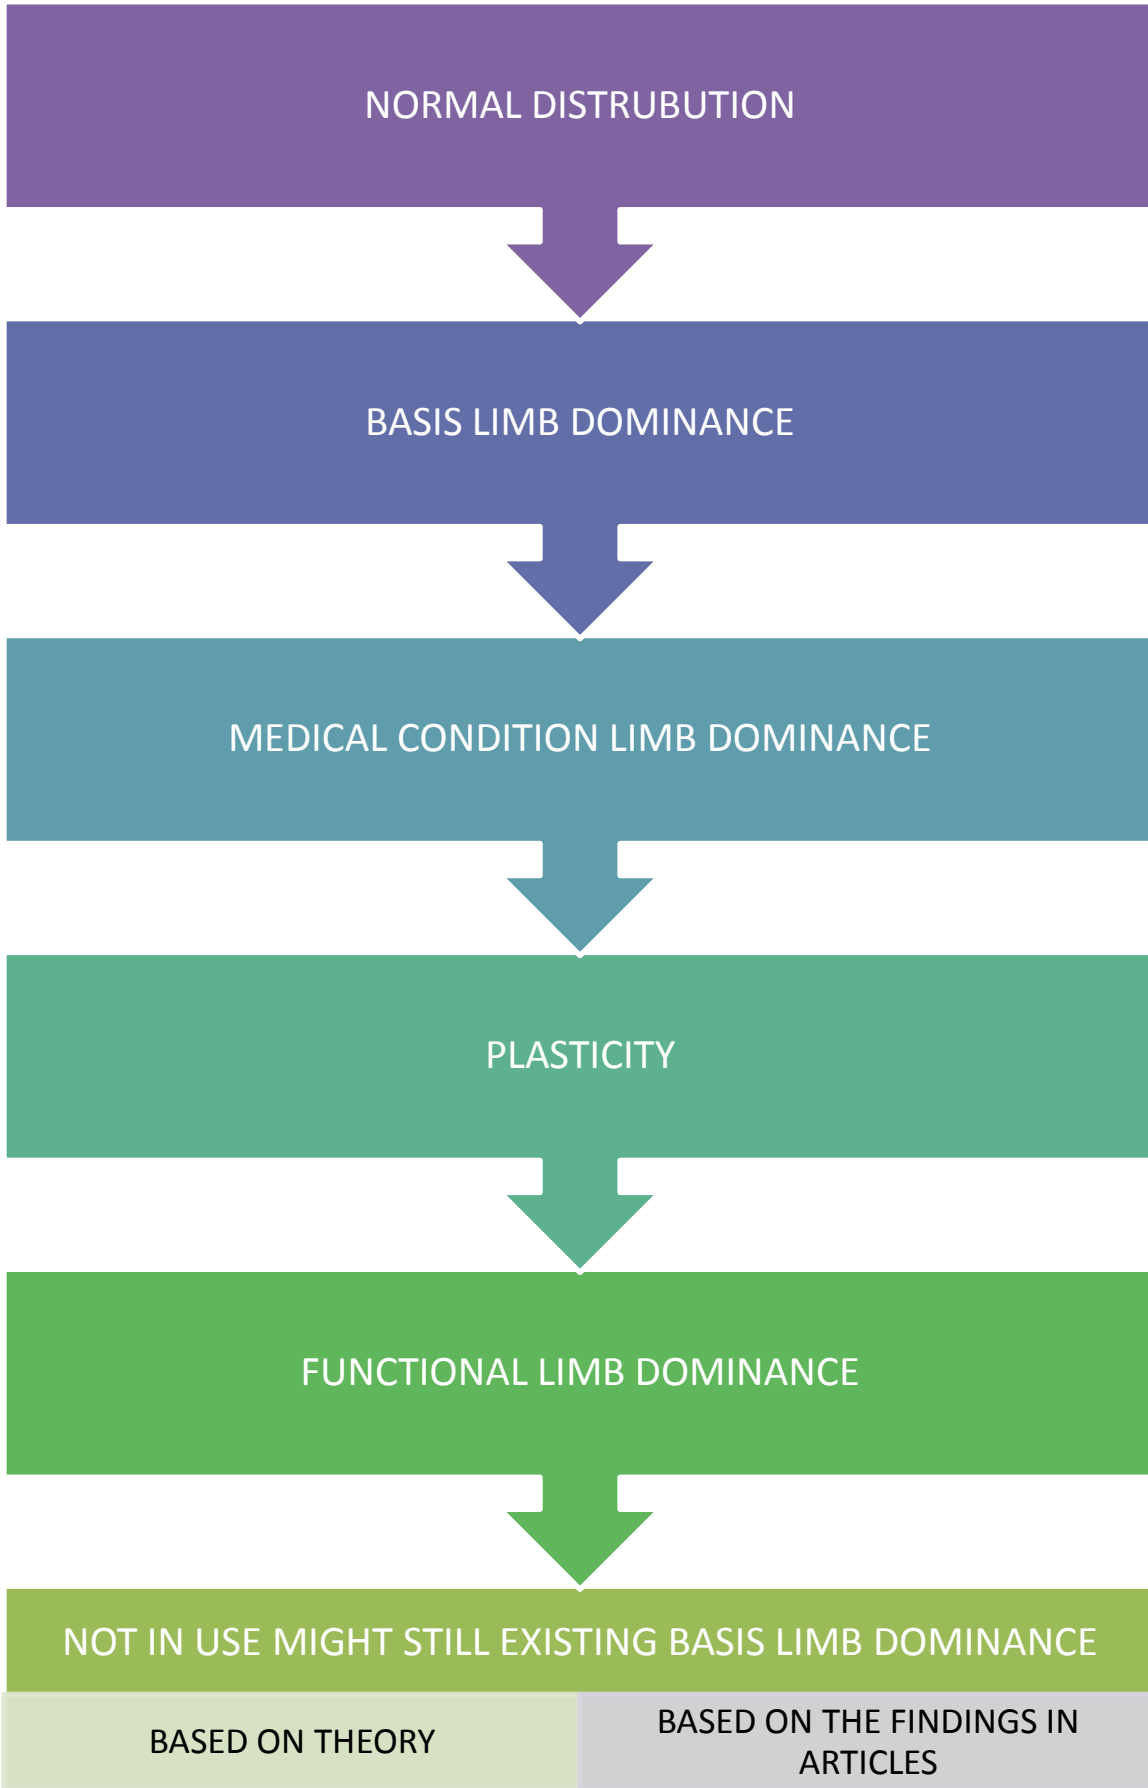 NORMAL DISTRUBUTION
BASIS LIMB DOMINANCE
MEDICAL CONDITION LIMB DOMINANCE
PLASTICITY
FUNCTIONAL LIMB DOMINANCE
NOT IN USE MIGHT STILL EXISTING BASIS LIMB DOMINANCE
BASED ON THEORY
BASED ON THE FINDINGS IN
ARTICLES